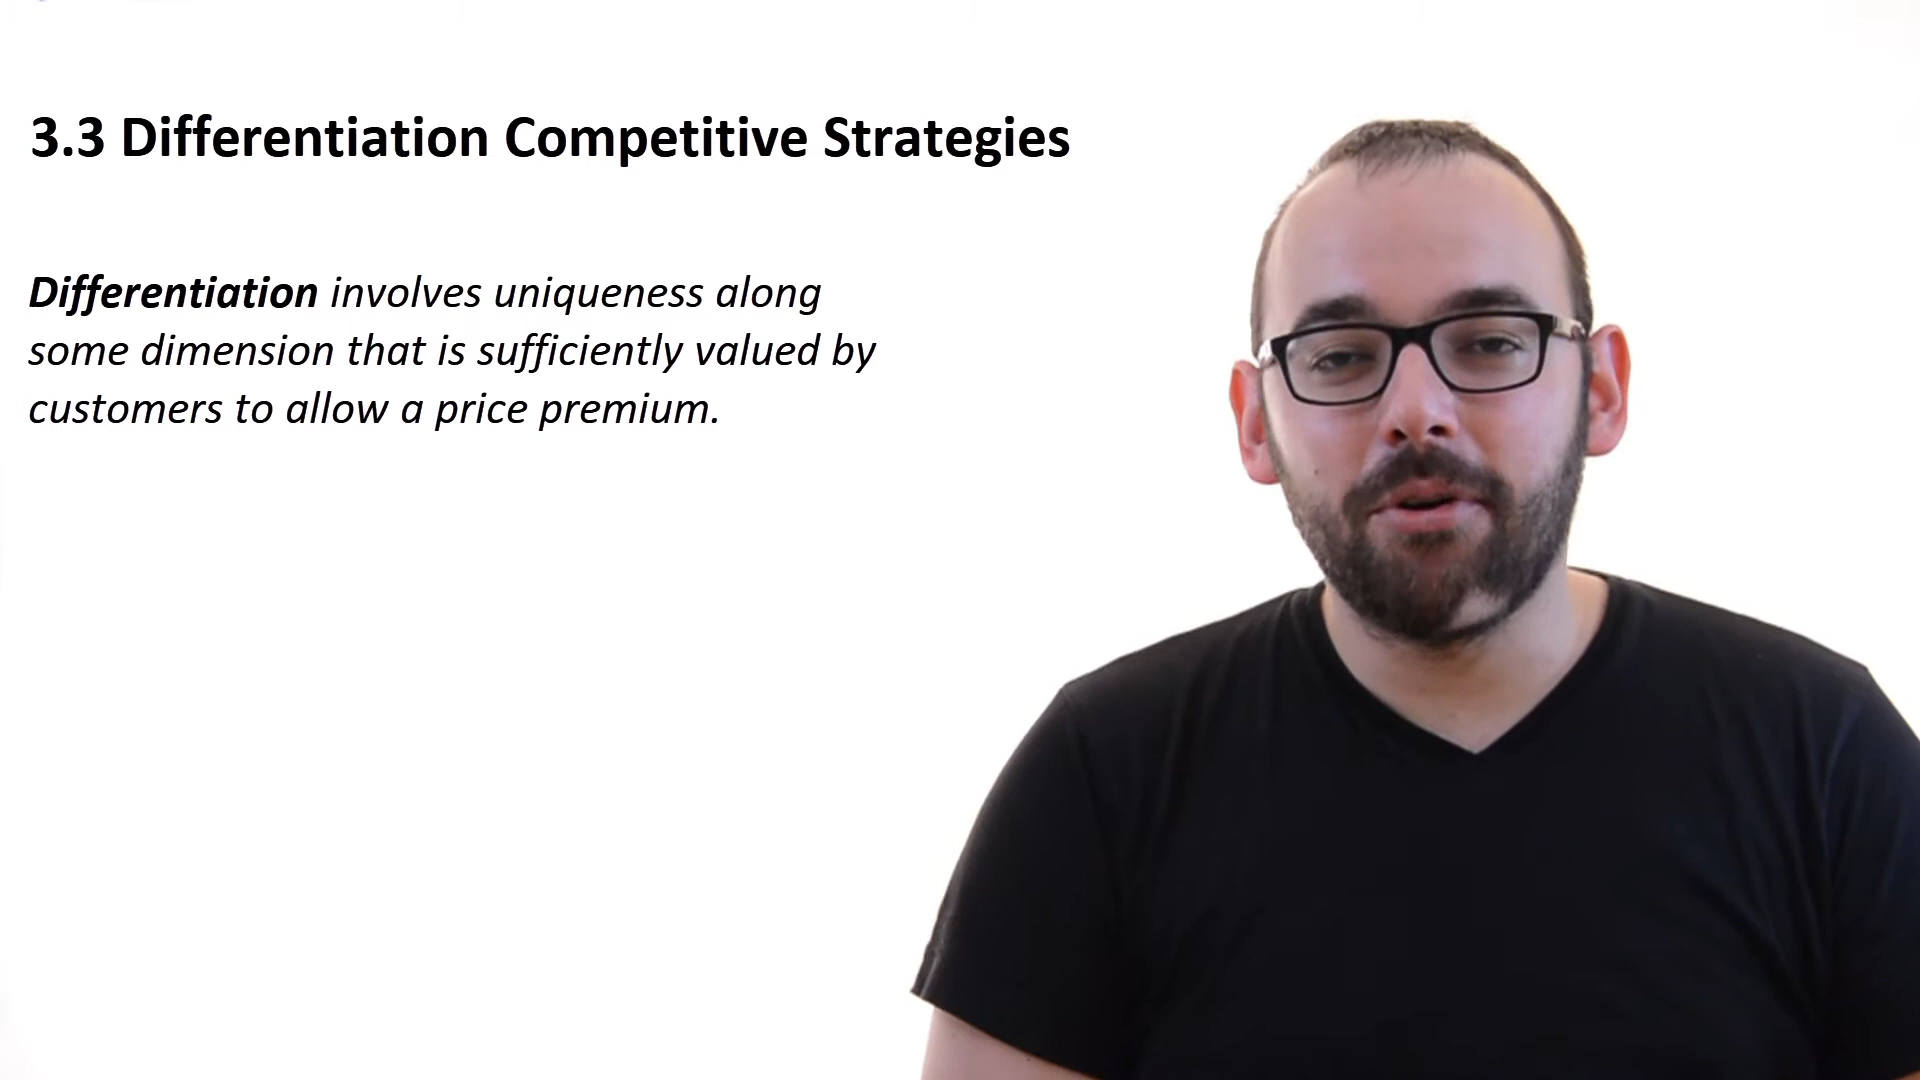 3.3 Differentiation Competitive Strategies
Differentiation involves uniqueness along
some dimension that is sufficiently valued by
customers to allow a price premium.